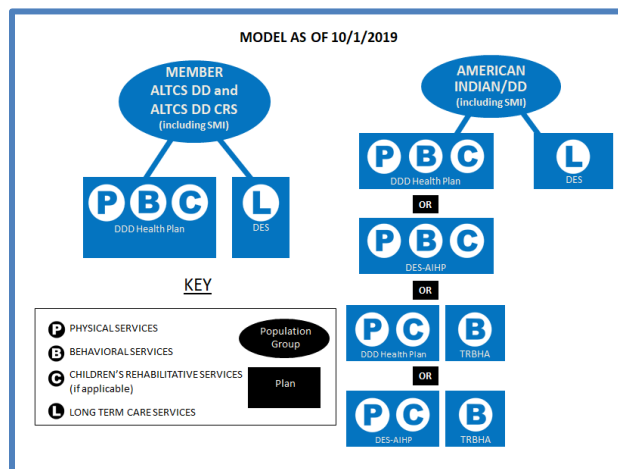 MODEL AS OF 10/1/2019
MEMBER
ALTCS DD and
ALTCS DD CRS
(including SMI)
P B C
DDD Health Plan
L
DES
AMERICAN
INDIAN/DD
(including SMI)
P B C
DDD Health Plan
L
DES
OR
P B C
DES-AIHP
OR
P C
DDD Health Plan
B
TRBHA
OR
P C
DES-AIHP
B
TRBHA
KEY
P PHYSICAL SERVICES
B BEHAVIORAL SERVICES
C CHILDREN'S REHABILITATIVE SERVICES
(if applicable)
L LONG TERM CARE SERVICES
Population
Group
Plan